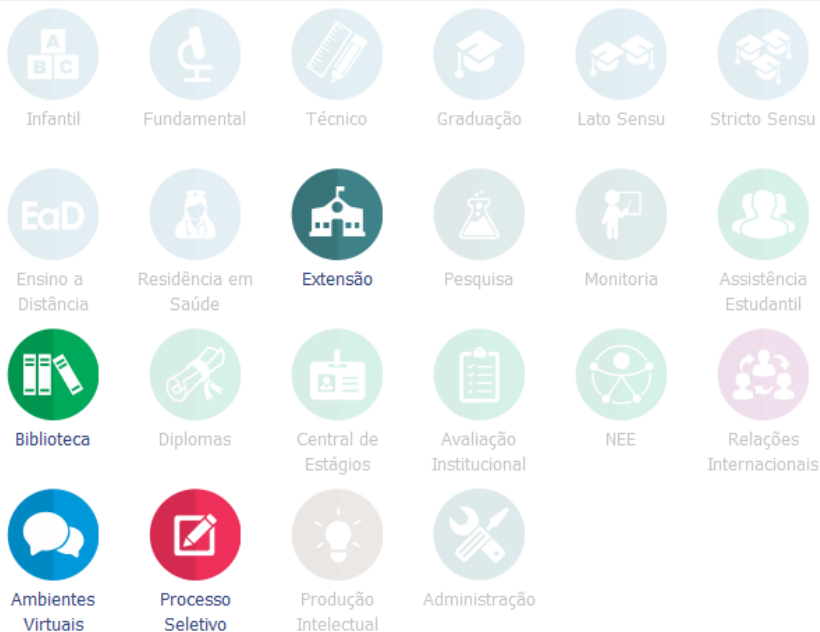 A
B C
Infantil
Fundamental
Técnico
Graduação
Lato Sensu
Stricto Sensu
EaD
Ensino a
Distância
Residência em
Saúde
Extensão
Pesquisa
Monitoria
Assistência
Estudantil
Biblioteca
Diplomas
Central de
Estágios
Avaliação
Institucional
NEE
Relações
Internacionais
Ambientes
Virtuais
Processo
Seletivo
Produção
Intelectual
Administração